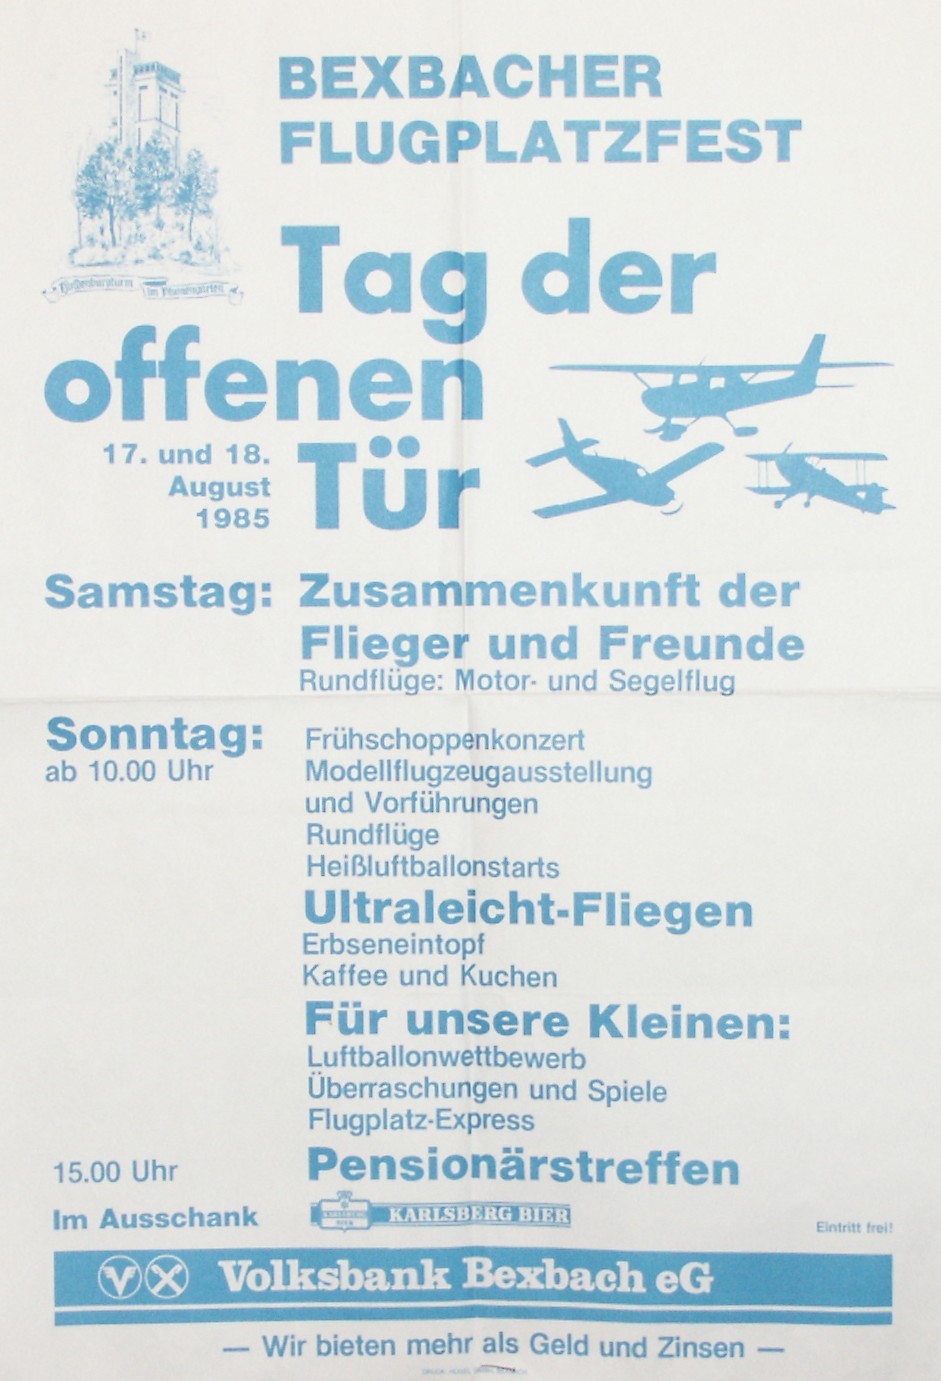 BEXBACHER
FLUGPLATZFEST
Tag der
offenen
Tür
17. und 18.
August
1985
Samstag: Zusammenkunft der
Flieger und Freunde
Rundflüge: Motor- und Segelflug
Sonntag:
ab 10.00 Uhr
Frühschoppenkonzert
Modellflugzeugausstellung
und Vorführungen
Rundflüge
Heißluftballonstarts
Ultraleicht-Fliegen
Erbseneintopf
Kaffee und Kuchen
Für unsere Kleinen:
Luftballonwettbewerb
Überraschungen und Spiele
Flugplatz-Express
15.00 Uhr Pensionärstreffen
Im Ausschank KARLSBERG BIER
Eintritt frei!
Volksbank Bexbach eG
— Wir bieten mehr als Geld und Zinsen —